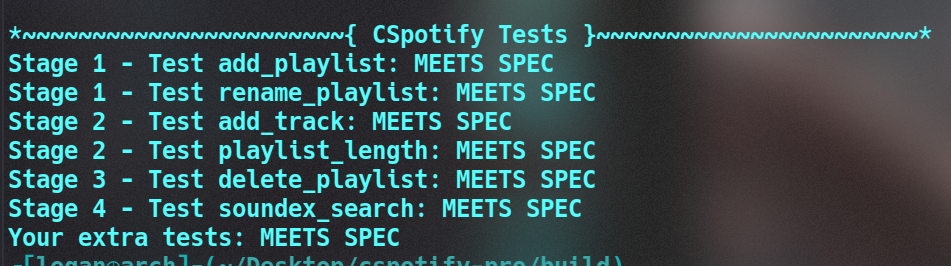 *~~~~~~~~~~~~~~~~~~~~~~~{ CSpotify Tests }~~~~~~~~~~~~~~~~~~~~~~~*
Stage 1 - Test add_playlist: MEETS SPEC
Stage 1 - Test rename_playlist: MEETS SPEC
Stage 2 - Test add_track: MEETS SPEC
Stage 2 - Test playlist_length: MEETS SPEC
Stage 3 - Test delete_playlist: MEETS SPEC
Stage 4 - Test soundex_search: MEETS SPEC
Your extra tests: MEETS SPEC
┌[logan☮arch]-(~/Desktop/cspotify-pro/build)